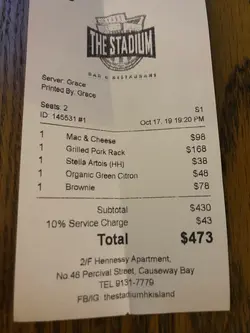 THE STADIUM
BAR & RESTAURANT
Server: Grace
Printed By: Grace
Seats: 2
ID: 145531 #1
S1
Oct 17, 19 19:20 PM
1 Mac & Cheese $98
1 Grilled Pork Rack $168
1 Stella Artois (HH) $38
1 Organic Green Citron $48
1 Brownie $78
Subtotal $430
10% Service Charge $43
Total $473
2/F Hennessy Apartment,
No 48 Percival Street, Causeway Bay
TEL 9131-7779
FB/IG thestadiumhkisland